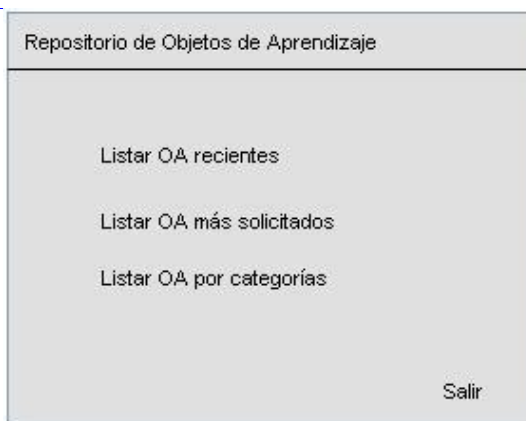 Repositorio de Objetos de Aprendizaje
Listar OA recientes
Listar OA más solicitados
Listar OA por categorías
Salir